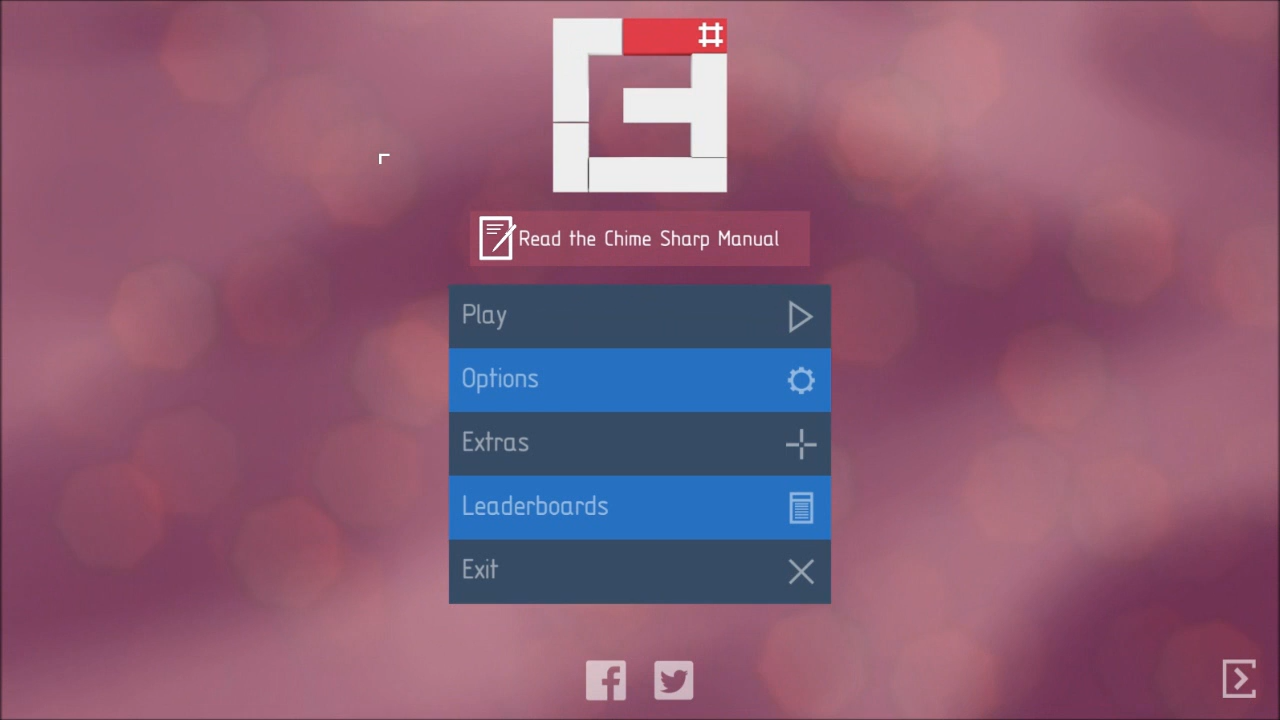 #
Read the Chime Sharp Manual
Play
Options
Extras
Leaderboards
Exit